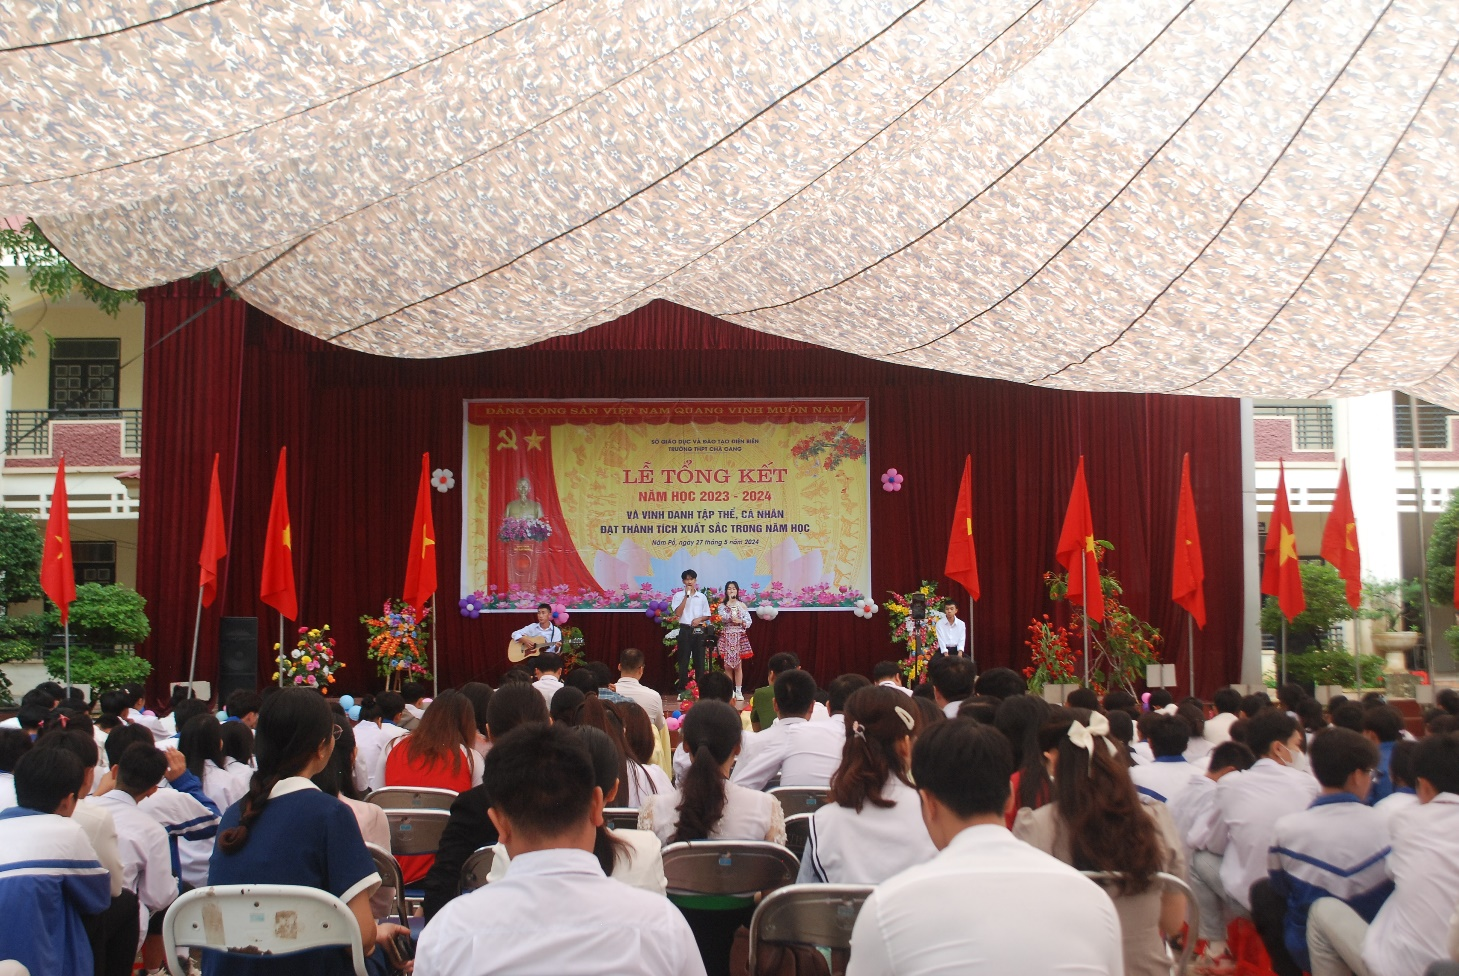 ĐẢNG CỘNG SẢN VIỆT NAM QUANG VINH MUÔN NĂM !
SỞ GIÁO DỤC VÀ ĐÀO TẠO ĐIỆN BIÊN
TRƯỜNG THPT CHÀ CANG
LỄ TỔNG KẾT
NĂM HỌC 2023 - 2024
VÀ VINH DANH TẬP THỂ, CÁ NHÂN
ĐẠT THÀNH TÍCH XUẤT SẮC TRONG NĂM HỌC
Nậm Pồ, ngày 27 tháng 5 năm 2024